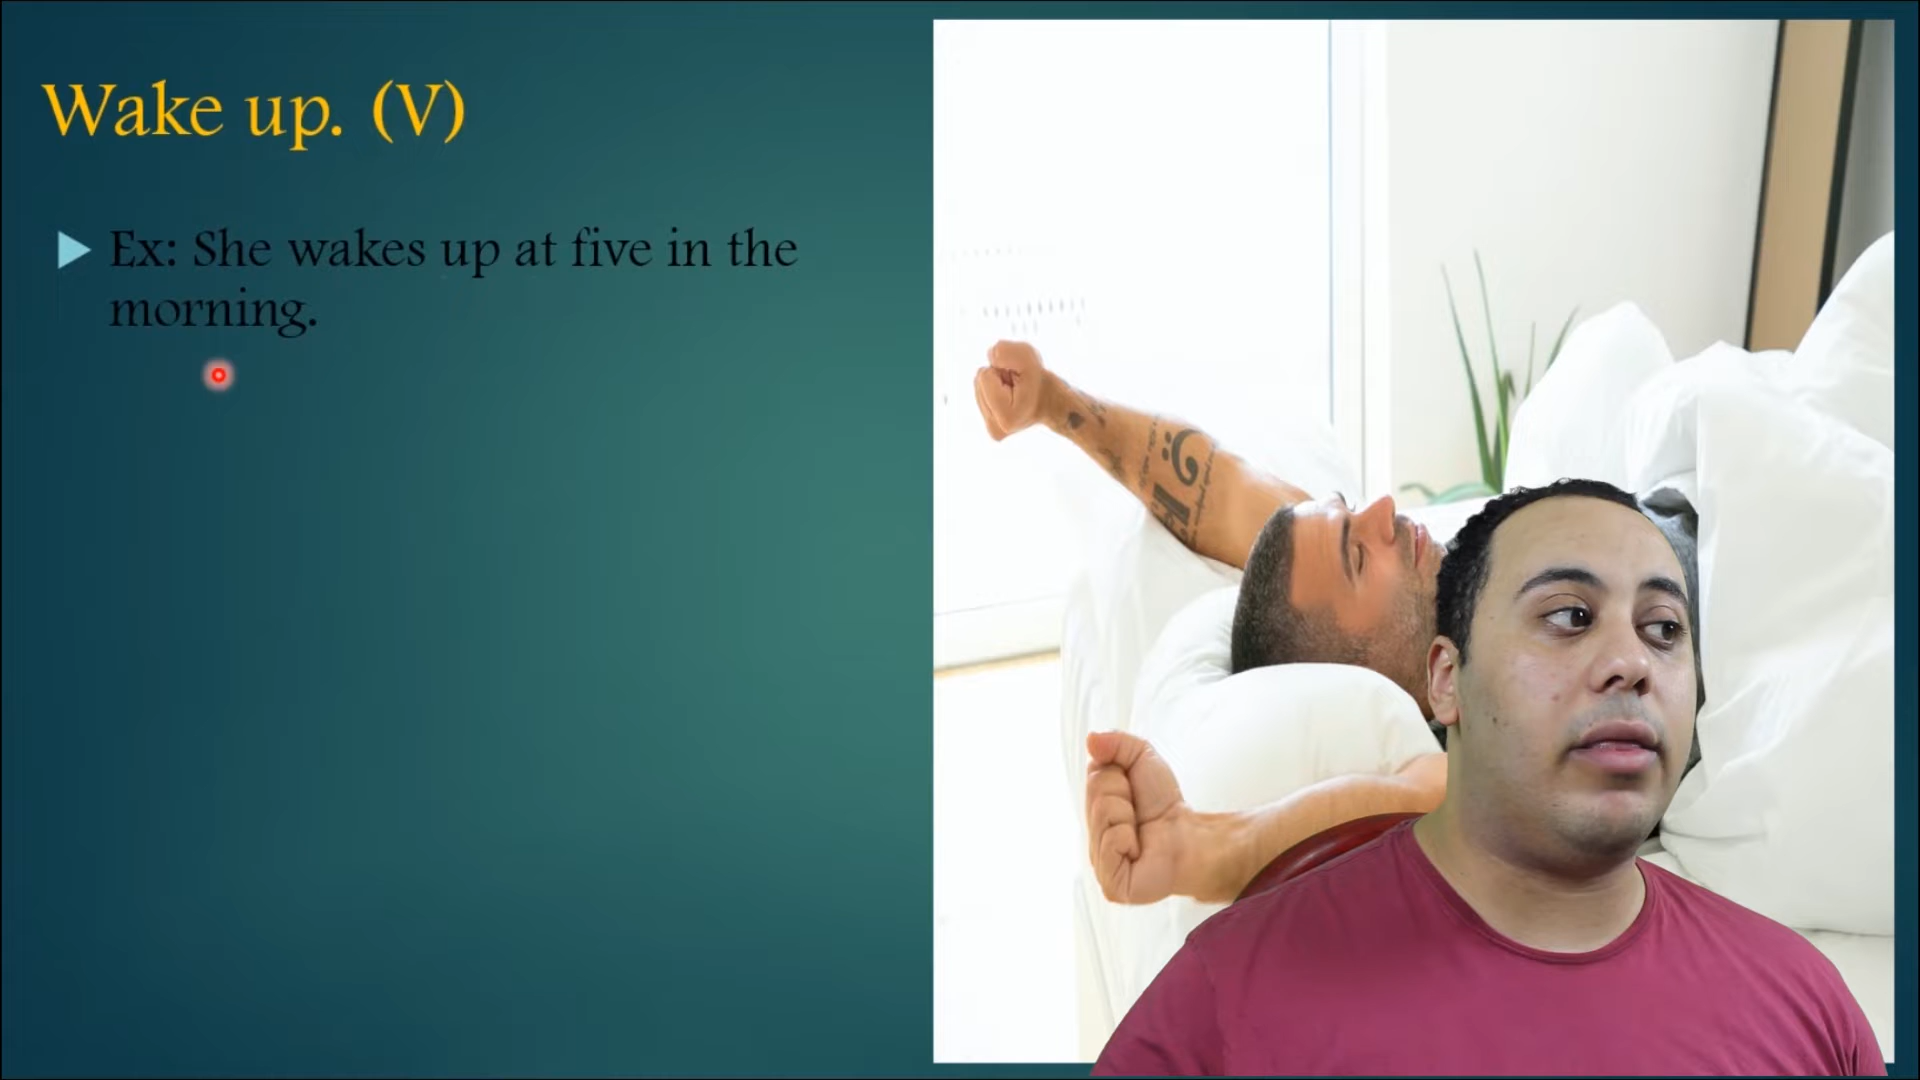 Wake up. (V)
Ex: She wakes up at five in the
morning.